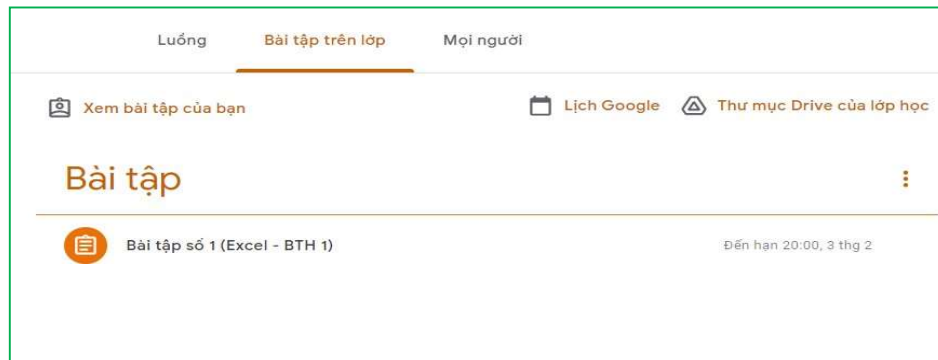 Luồng Bài tập trên lớp Mọi người
Xem bài tập của bạn Lịch Google Thư mục Drive của lớp học
Bài tập
Bài tập số 1 (Excel - BTH 1) Đến hạn 20:00, 3 thg 2